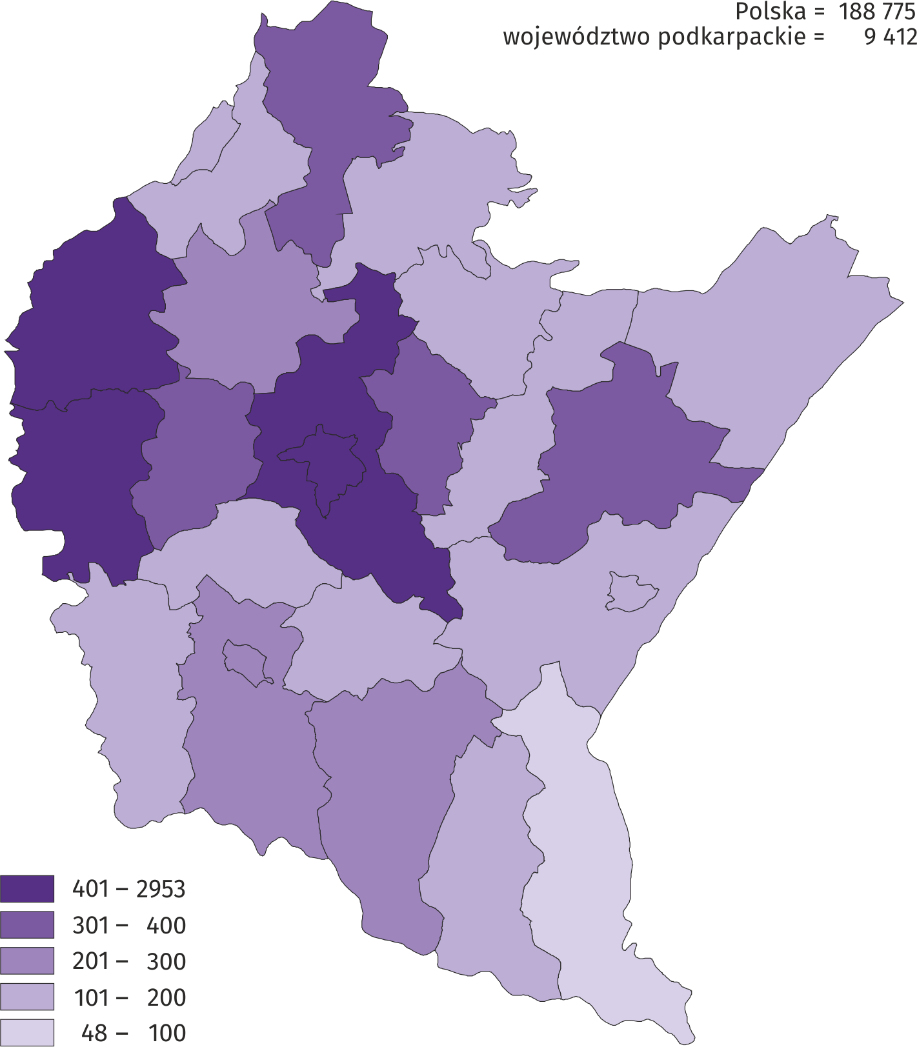 Polska = 188 775
województwo podkarpackie = 9 412
401 – 2953
301 – 400
201 – 300
101 – 200
48 – 100